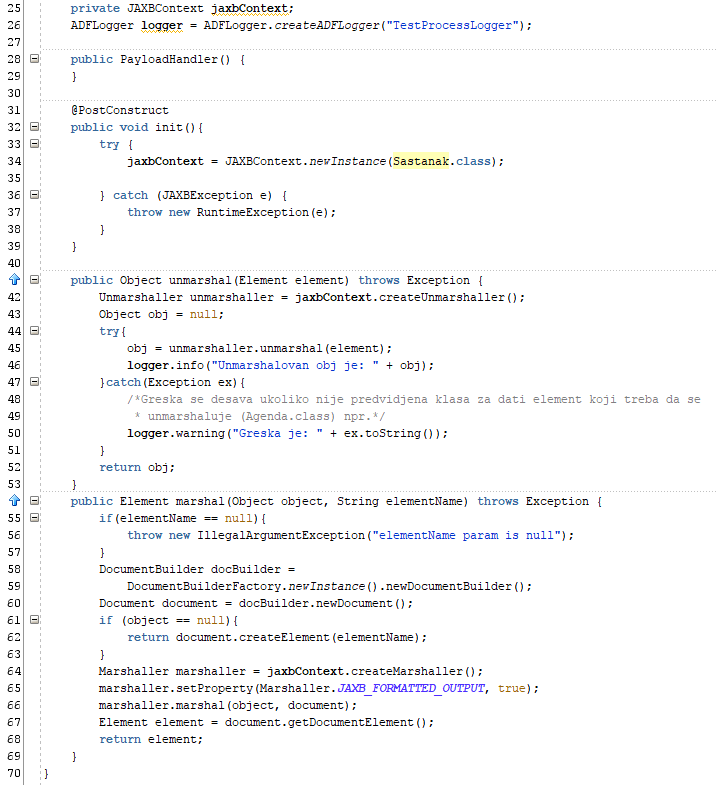 25 private JAXBContext jaxbContext;
26 ADFLogger logger = ADFLogger.createADFLogger("TestProcessLogger");
27
28 public PayloadHandler() {
29 }
30
31 @PostConstruct
32 public void init(){
33 try {
34 jaxbContext = JAXBContext.newInstance(Sastanak.class);
35
36 } catch (JAXBException e) {
37 throw new RuntimeException(e);
38 }
39 }
40
public Object unmarshal(Element element) throws Exception {
42 Unmarshaller unmarshaller = jaxbContext.createUnmarshaller();
43 Object obj = null;
44 try{
45 obj = unmarshaller.unmarshal(element);
46 logger.info("Unmarshalovan obj je: " + obj);
47 }catch(Exception ex){
48 /*Greska se desava ukoliko nije predvidjena klasa za dati element koji treba da se
49 * unmarshaluje (Agenda.class) npr.*/
50 logger.warning("Greska je: " + ex.toString());
51 }
52 return obj;
53 }
public Element marshal(Object object, String elementName) throws Exception {
55 if(elementName == null){
56 throw new IllegalArgumentException("elementName param is null");
57 }
58 DocumentBuilder docBuilder =
59 DocumentBuilderFactory.newInstance().newDocumentBuilder();
60 Document document = docBuilder.newDocument();
61 if (object == null){
62 return document.createElement(elementName);
63 }
64 Marshaller marshaller = jaxbContext.createMarshaller();
65 marshaller.setProperty(Marshaller.JAXB_FORMATTED_OUTPUT, true);
66 marshaller.marshal(object, document);
67 Element element = document.getDocumentElement();
68 return element;
69 }
70 }